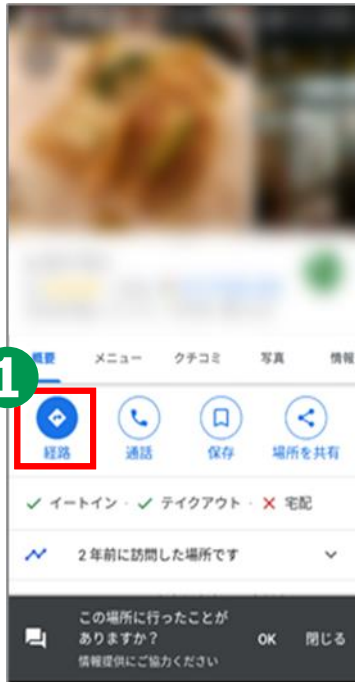 概要 メニュー クチコミ 写真 情報
1
経路 通話 保存 場所を共有
✓ イートイン · ✓ テイクアウト · ✕ 宅配
2 年前に訪問した場所です
この場所に行ったことが
ありますか？
OK 閉じる
情報提供にご協力ください